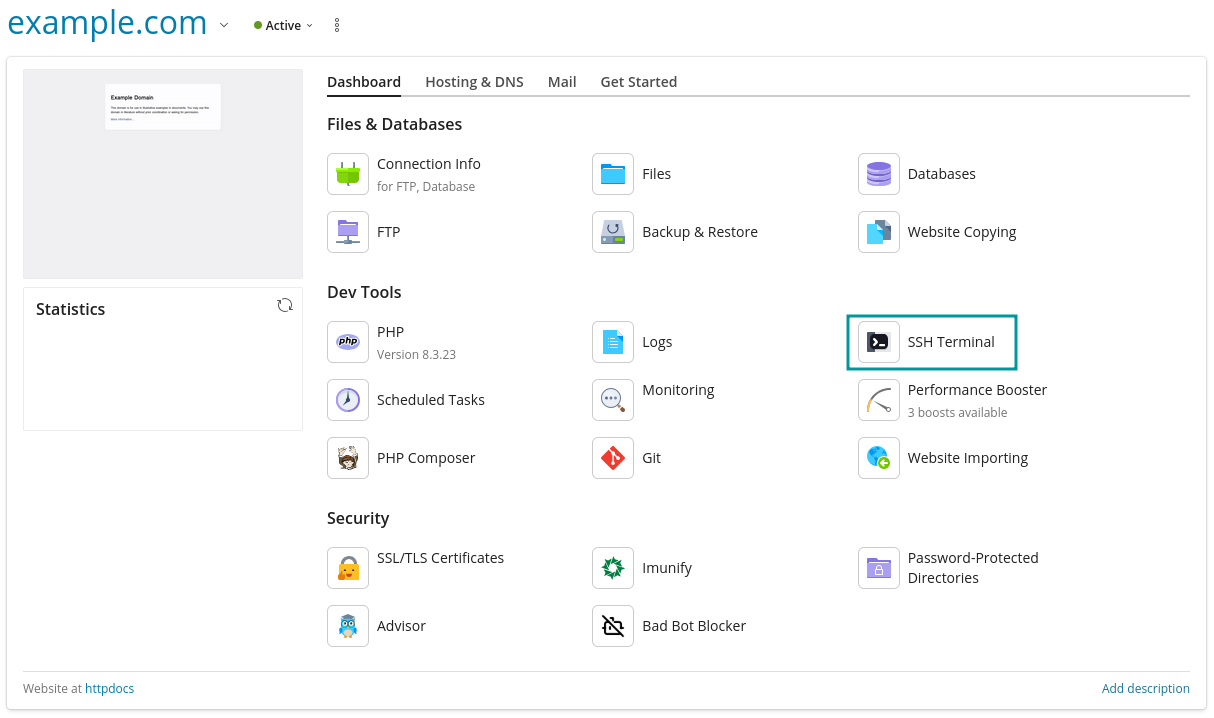 example.com
Active
Example Domain
This domain is for use in illustrative examples in documents. You may use this
domain in literature without prior coordination or asking for permission.
More information...
Statistics
Dashboard Hosting & DNS Mail Get Started
Files & Databases
Connection Info
for FTP, Database
Files
Databases
FTP
Backup & Restore
Website Copying
Dev Tools
php
PHP
Version 8.3.23
Logs
SSH Terminal
Scheduled Tasks
Monitoring
Performance Booster
3 boosts available
PHP Composer
Git
Website Importing
Security
SSL/TLS Certificates
Imunify
Password-Protected
Directories
Advisor
Bad Bot Blocker
Website at httpdocs
Add description